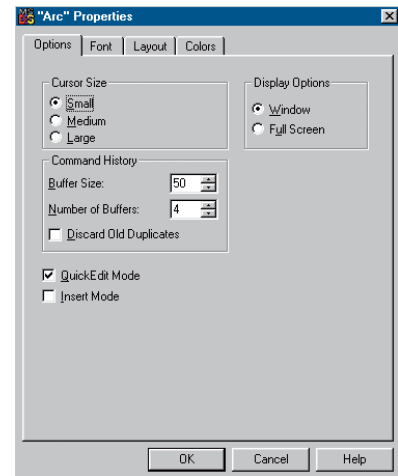 "Arc" Properties
Options Font Layout Colors
Cursor Size
Small
Medium
Large
Display Options
Window
Full Screen
Command History
Buffer Size: 50
Number of Buffers: 4
Discard Old Duplicates
QuickEdit Mode
Insert Mode
OK Cancel Help